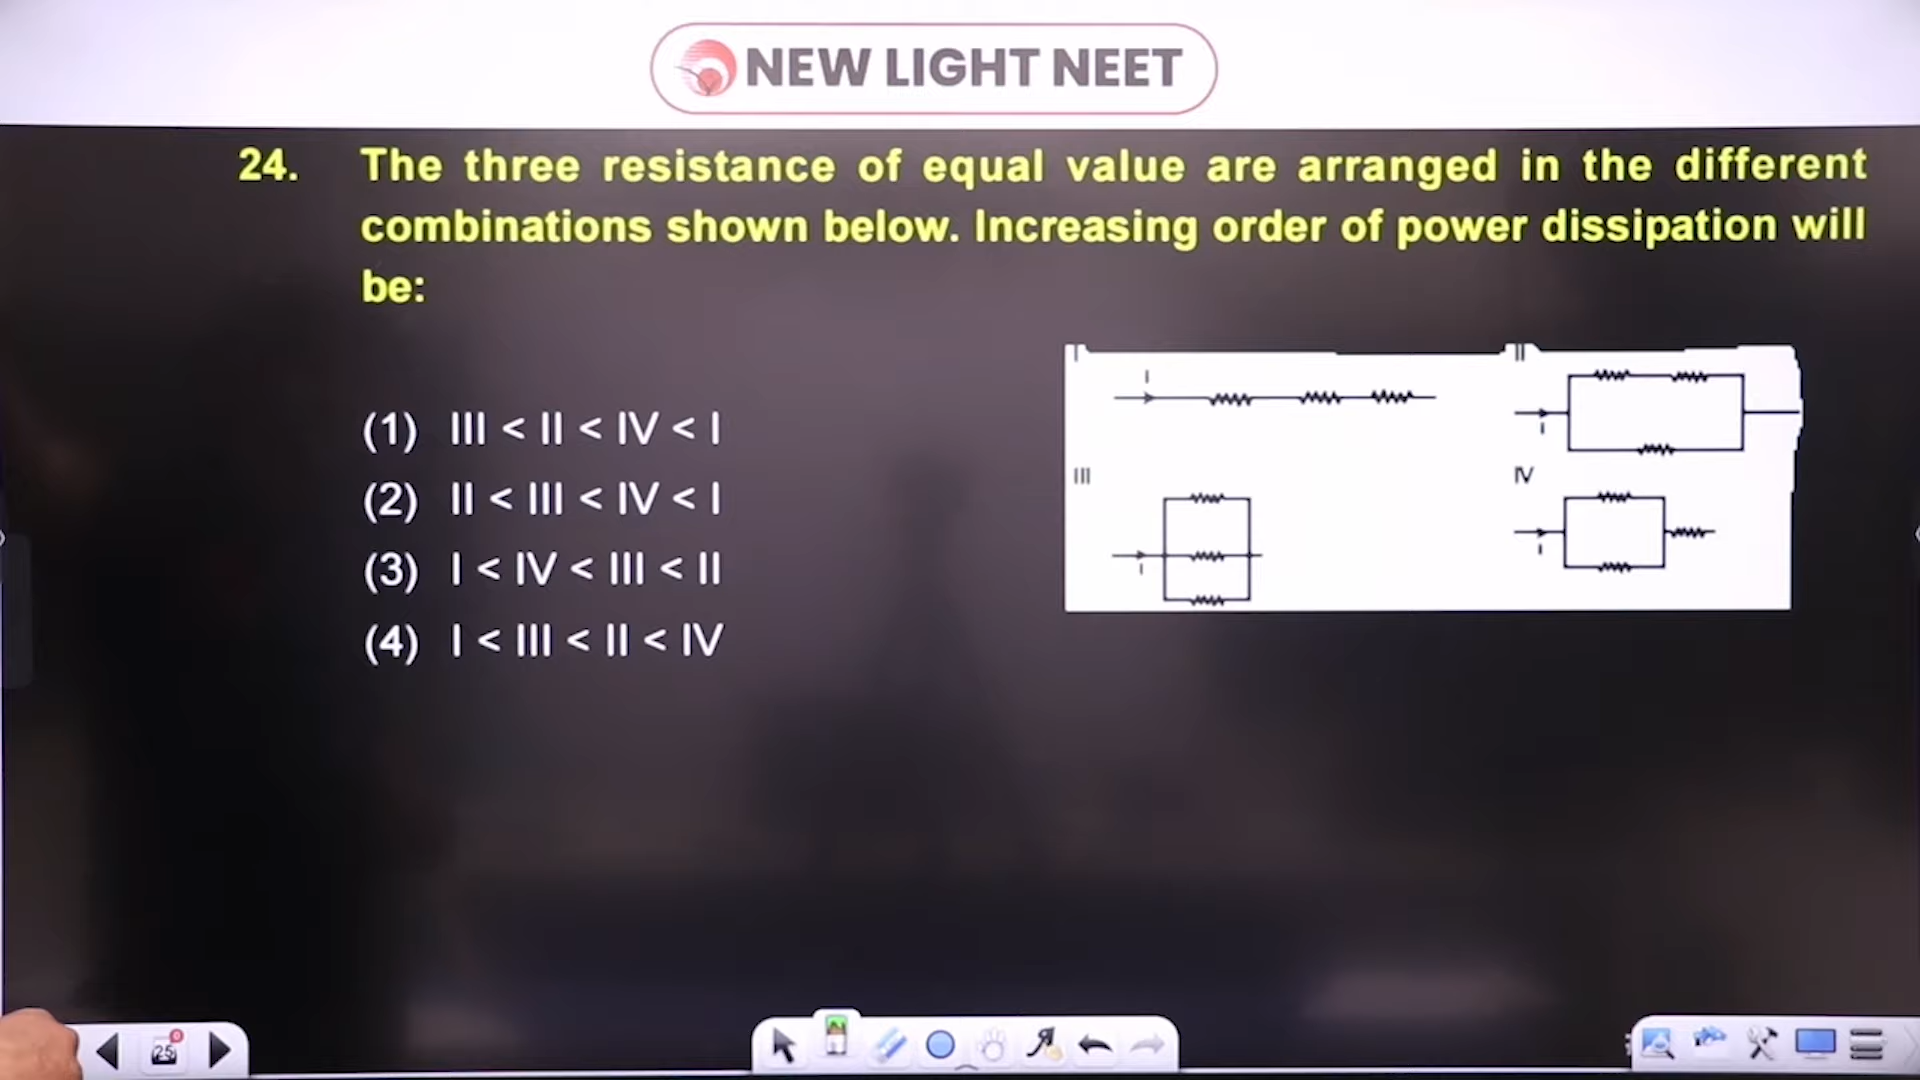 NEW LIGHT NEET
24. The three resistance of equal value are arranged in the different
combinations shown below. Increasing order of power dissipation will
be:
(1) III < II < IV < I
(2) II < III < IV < I
(3) I < IV < III < II
(4) I < III < II < IV
I
II
I
I
III
IV
I
I
25
0